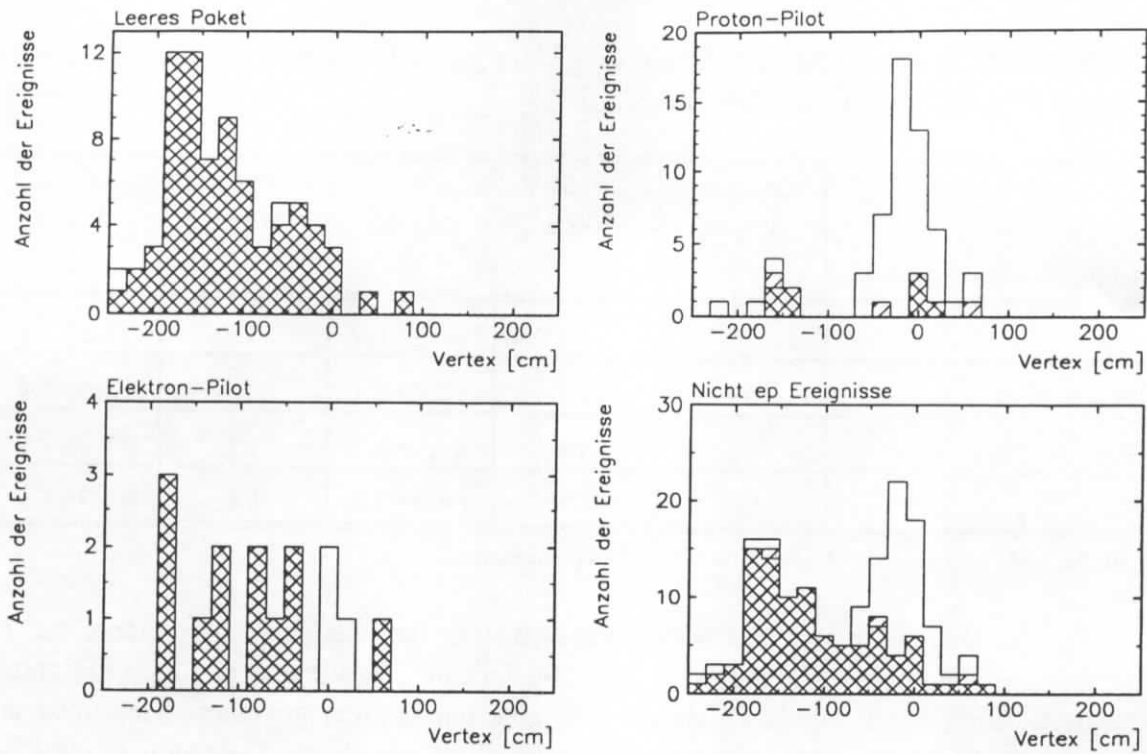 Leeres Paket
Anzahl der Ereignisse
12
8
4
0
−200 −100 0 100 200
Vertex [cm]
Proton−Pilot
Anzahl der Ereignisse
20
15
10
5
0
−200 −100 0 100 200
Vertex [cm]
Elektron−Pilot
Anzahl der Ereignisse
4
3
2
1
0
−200 −100 0 100 200
Vertex [cm]
Nicht ep Ereignisse
Anzahl der Ereignisse
30
20
10
0
−200 −100 0 100 200
Vertex [cm]